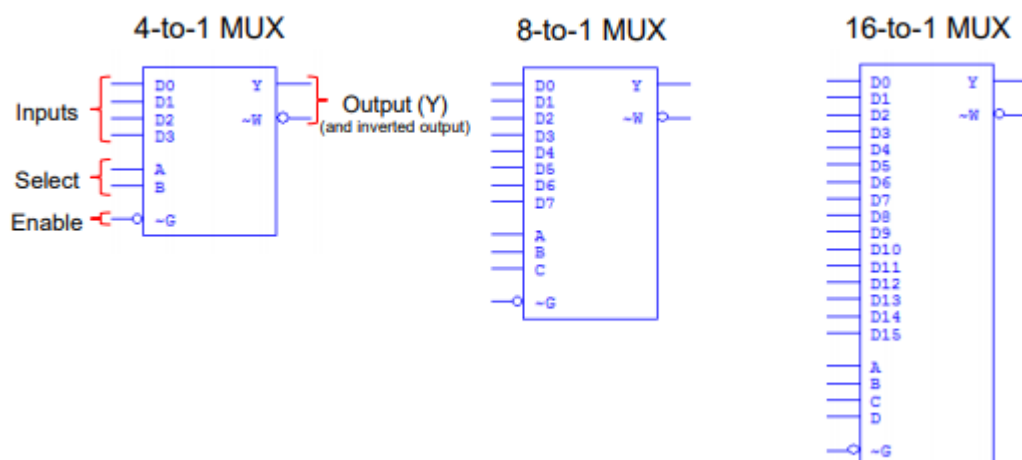 4-to-1 MUX
Inputs
Select
Enable
D0
D1
D2
D3
A
B
~G
Y
~W
Output (Y)
(and inverted output)
8-to-1 MUX
D0
D1
D2
D3
D4
D5
D6
D7
A
B
C
~G
Y
~W
16-to-1 MUX
D0
D1
D2
D3
D4
D5
D6
D7
D8
D9
D10
D11
D12
D13
D14
D15
A
B
C
D
~G
Y
~W